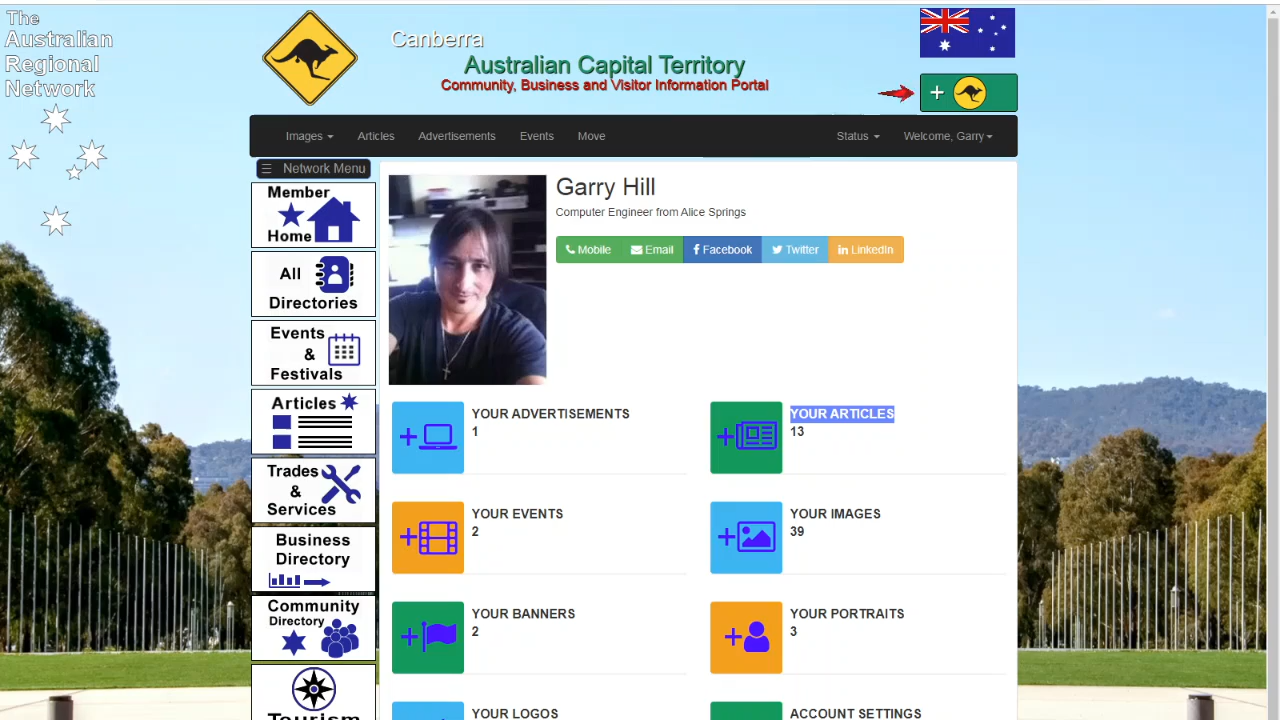 The
Australian
Regional
Network
Canberra
Australian Capital Territory
Community, Business and Visitor Information Portal
Images
Articles
Advertisements
Events
Move
Status
Welcome, Garry
Network Menu
Member
Home
All
Directories
Events
&
Festivals
Articles
Trades
&
Services
Business
Directory
Community
Directory
Tourism
Garry Hill
Computer Engineer from Alice Springs
Mobile
Email
Facebook
Twitter
LinkedIn
YOUR ADVERTISEMENTS
1
YOUR ARTICLES
13
YOUR EVENTS
2
YOUR IMAGES
39
YOUR BANNERS
2
YOUR PORTRAITS
3
YOUR LOGOS
ACCOUNT SETTINGS